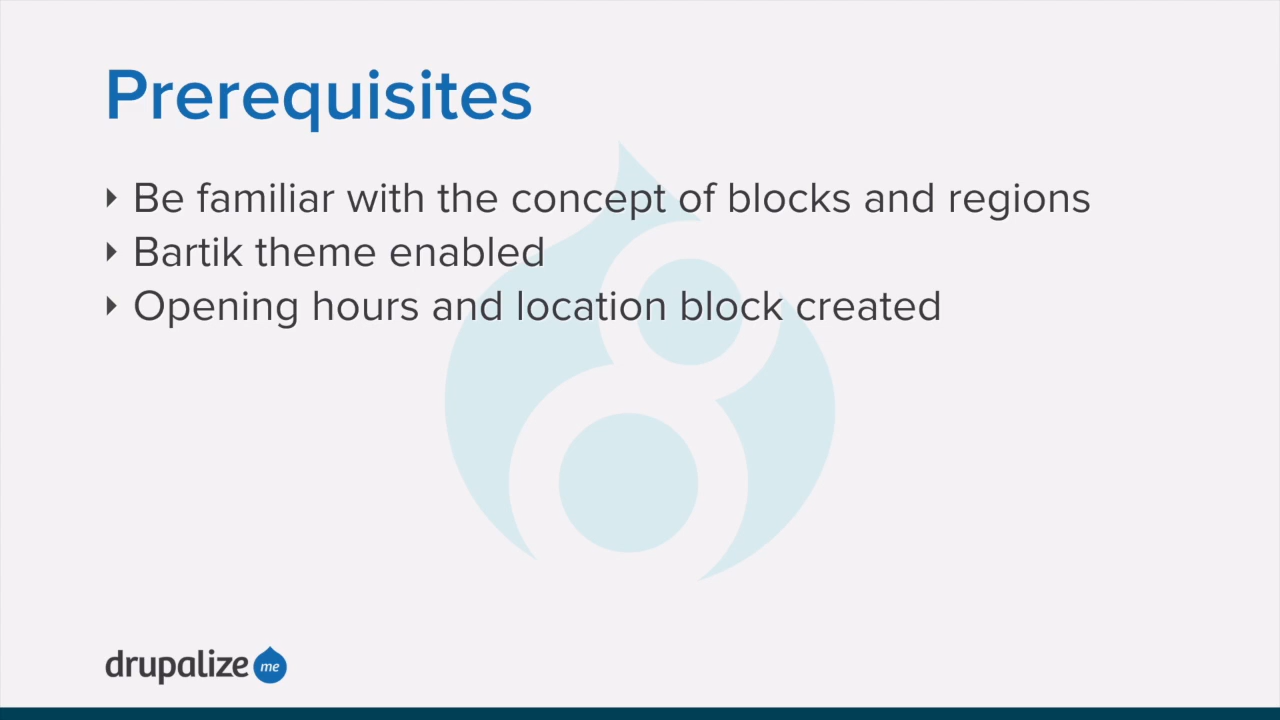 Prerequisites
Be familiar with the concept of blocks and regions
Bartik theme enabled
Opening hours and location block created
drupalize me